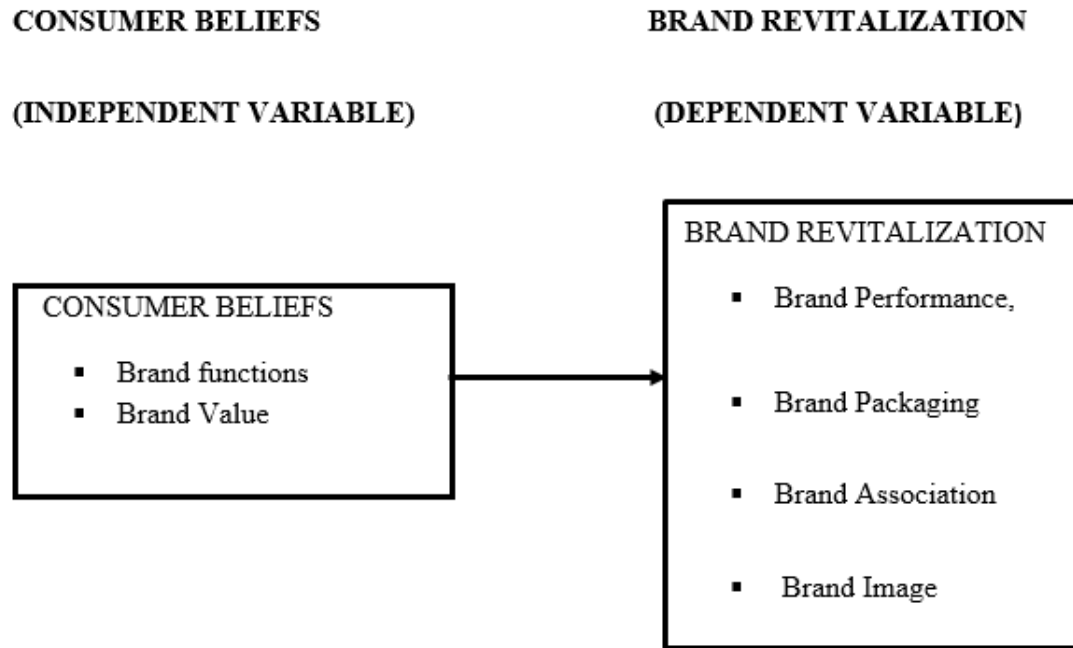 CONSUMER BELIEFS
BRAND REVITALIZATION
(INDEPENDENT VARIABLE)
(DEPENDENT VARIABLE)
CONSUMER BELIEFS
▪ Brand functions
▪ Brand Value
BRAND REVITALIZATION
▪ Brand Performance,
▪ Brand Packaging
▪ Brand Association
▪ Brand Image